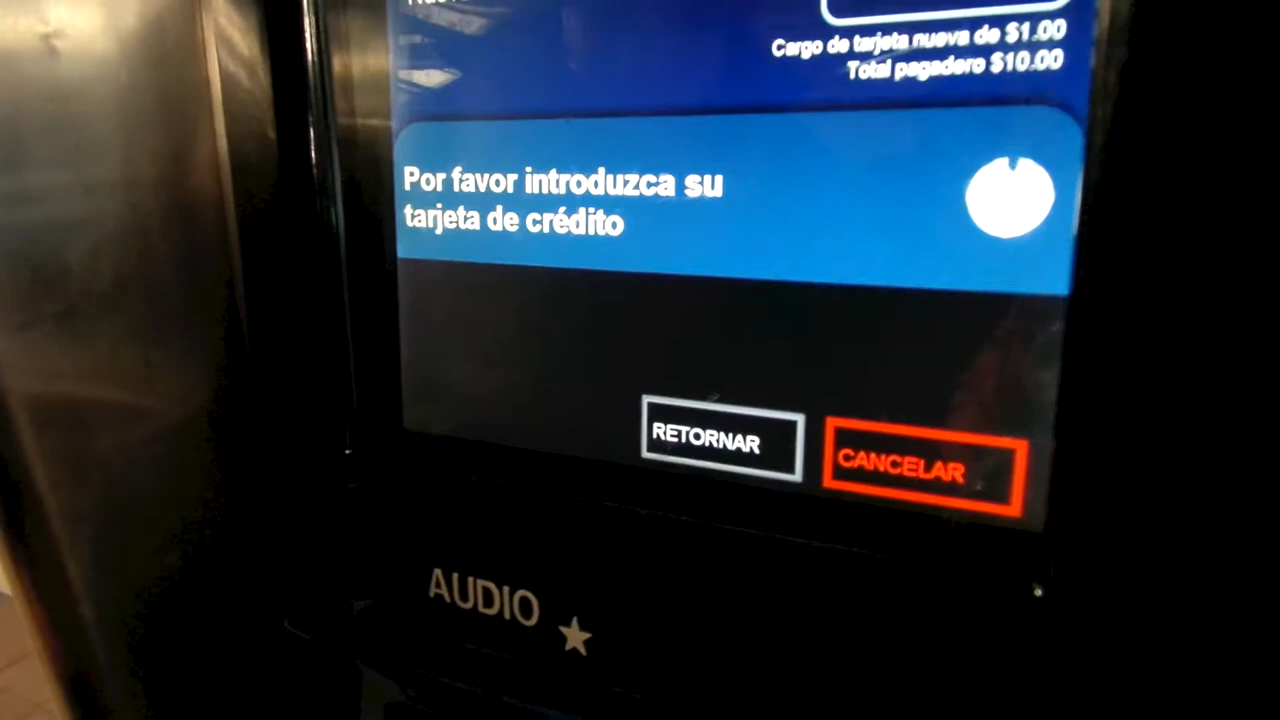 Cargo de tarjeta nueva de $1.00
Total pagadero $10.00
Por favor introduzca su
tarjeta de crédito
RETORNAR
CANCELAR
AUDIO